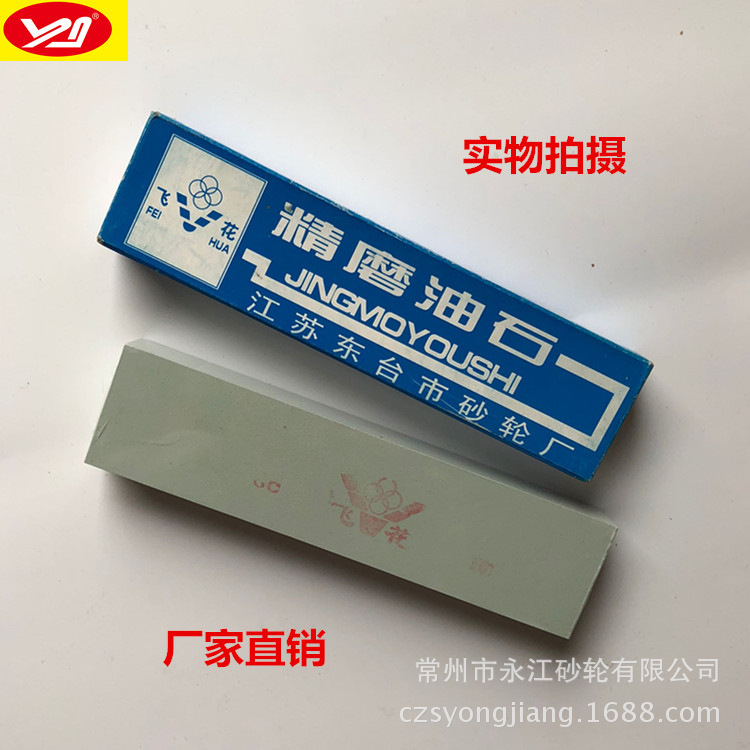 实物拍摄
飞
FEI
花
HUA
精磨油石
JINGMOYOUSHI
江苏东台市砂轮厂
飞
花
厂家直销
常州市永江砂轮有限公司
czsyongjiang.1688.com